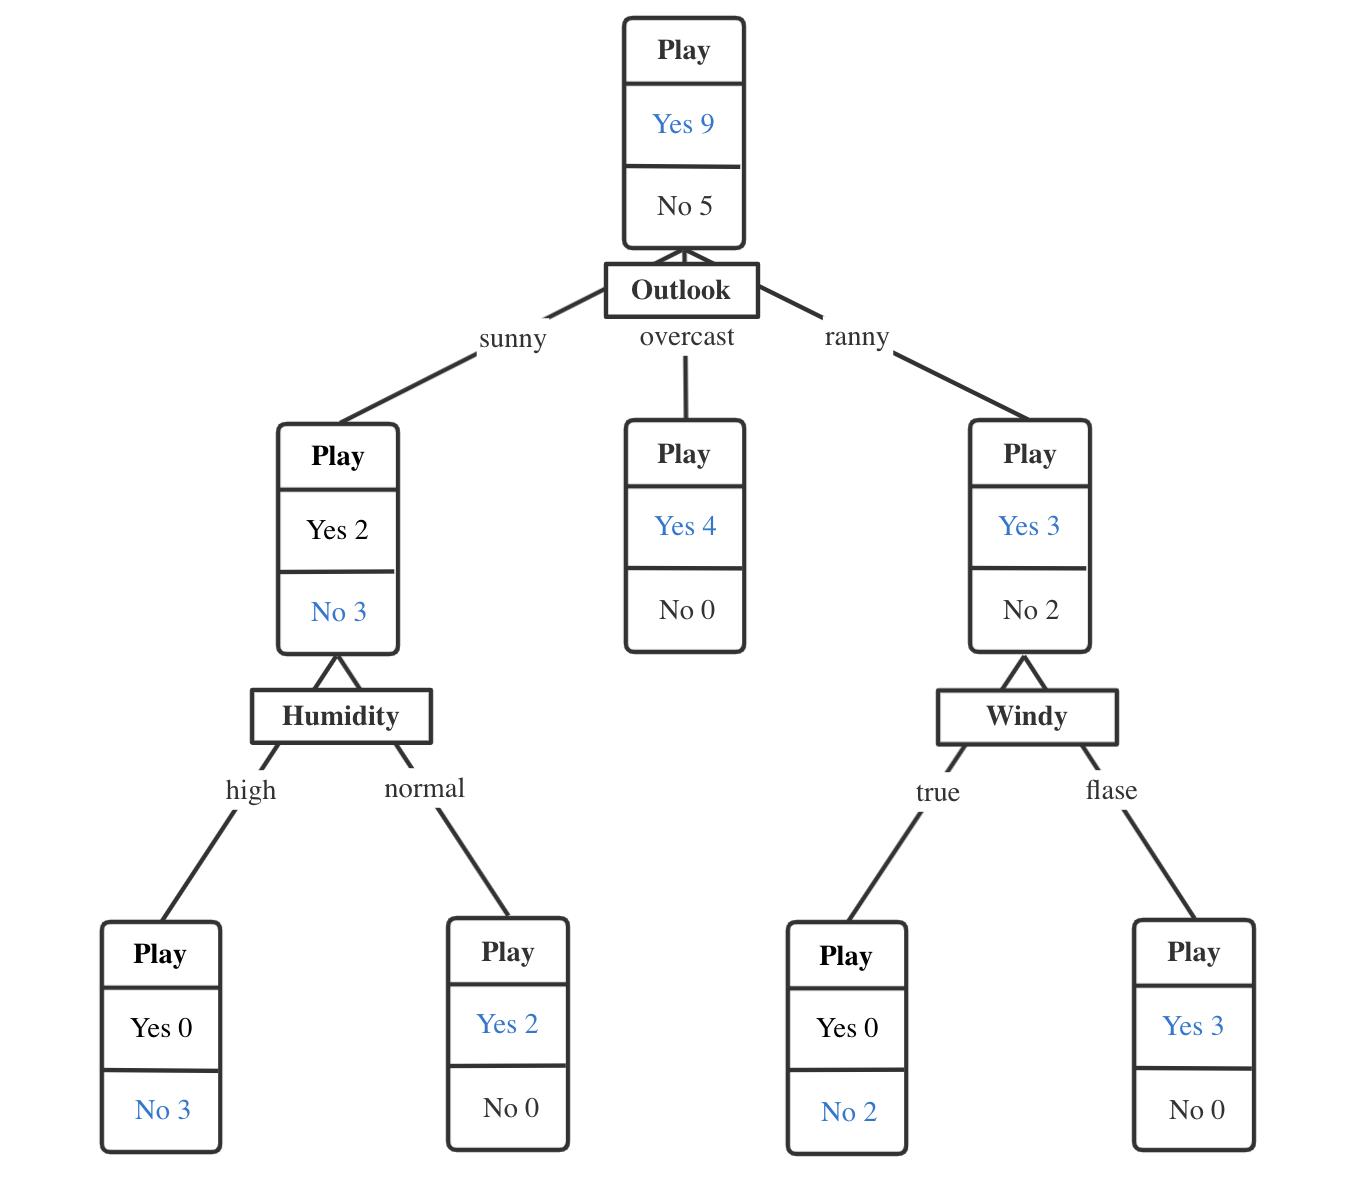 Play
Yes 9
No 5
Outlook
sunny
overcast
ranny
Play
Yes 2
No 3
Play
Yes 4
No 0
Play
Yes 3
No 2
Humidity
Windy
high
normal
true
flase
Play
Yes 0
No 3
Play
Yes 2
No 0
Play
Yes 0
No 2
Play
Yes 3
No 0